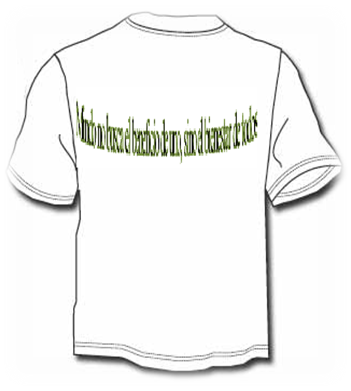 no busca el beneficio de uno, sino el bienestar de todos